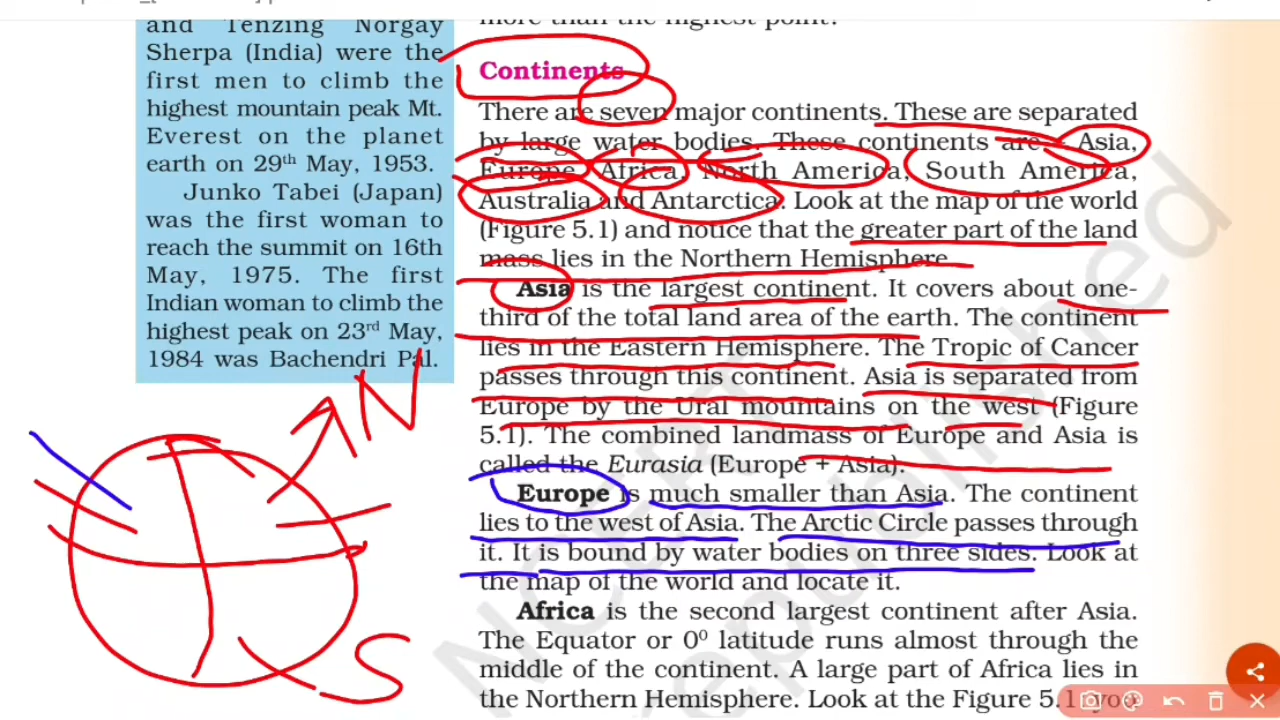 and Tenzing Norgay
Sherpa (India) were the
first men to climb the
highest mountain peak Mt.
Everest on the planet
earth on 29th May, 1953.
Junko Tabei (Japan)
was the first woman to
reach the summit on 16th
May, 1975. The first
Indian woman to climb the
highest peak on 23rd May,
1984 was Bachendri Pal.
N
S
more than the highest point?
Continents
There are seven major continents. These are separated
by large water bodies. These continents are – Asia,
Europe, Africa, North America, South America,
Australia and Antarctica. Look at the map of the world
(Figure 5.1) and notice that the greater part of the land
mass lies in the Northern Hemisphere.
Asia is the largest continent. It covers about one-
third of the total land area of the earth. The continent
lies in the Eastern Hemisphere. The Tropic of Cancer
passes through this continent. Asia is separated from
Europe by the Ural mountains on the west (Figure
5.1). The combined landmass of Europe and Asia is
called the Eurasia (Europe + Asia).
Europe is much smaller than Asia. The continent
lies to the west of Asia. The Arctic Circle passes through
it. It is bound by water bodies on three sides. Look at
the map of the world and locate it.
Africa is the second largest continent after Asia.
The Equator or 0⁰ latitude runs almost through the
middle of the continent. A large part of Africa lies in
the Northern Hemisphere. Look at the Figure 5.1 you
NCERT
republished